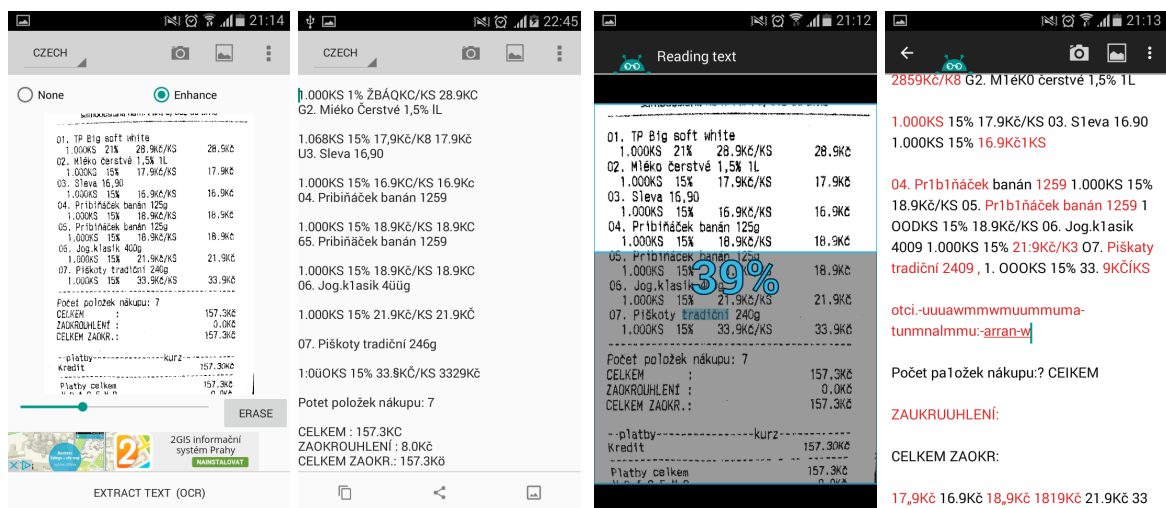 21:14
CZECH
None
Enhance
01. TP Big soft white
1.000KS 21% 28.9Kč/KS 28.9Kč
02. Mléko čerstvé 1,5% 1L
1.000KS 15% 17.9Kč/KS 17.9Kč
03. Sleva 16,90
1.000KS 15% 16.9Kč/KS 16.9Kč
04. Pribiňáček banán 125g
1.000KS 15% 18.9Kč/KS 18.9Kč
05. Pribiňáček banán 125g
1.000KS 15% 18.9Kč/KS 18.9Kč
06. Jog.klasik 400g
1.000KS 15% 21.9Kč/KS 21.9Kč
07. Piškoty tradiční 240g
1.000KS 15% 33.9Kč/KS 33.9Kč
Počet položek nákupu: 7
CELKEM : 157.3Kč
ZAOKROUHLENÍ : 0.0Kč
CELKEM ZAOKR.: 157.3Kč
--platby------------kurz------------
Kredit 157.30Kč
Platby celkem 157.3Kč
ERASE
2GIS informační
systém Prahy
NAINSTALOVAT
EXTRACT TEXT (OCR)
22:45
CZECH
1.000KS 1% ŽBÁQKC/KS 28.9KC
G2. Miéko Čerstvé 1,5% lL
1.068KS 15% 17,9KČ/K8 17.9KČ
U3. Sleva 16,90
1.000KS 15% 16.9KC/KS 16.9Kc
04. Pribiňáček banán 1259
1.000KS 15% 18.9KČ/KS 18.9KČ
65. Pribiňäček banán 1259
1.000KS 15% 18.9KČ/KS 18.9KC
06. Jog.k1asik 4üüg
1.000KS 15% 21.9KČ/KS 21.9KČ
07. Piškoty tradiční 246g
1:0üOKS 15% 33.§KČ/KS 3329Kč
Potet položek nákupu: 7
CELKEM : 157.3KC
ZAOKROUHLENÍ : 8.0Kč
CELKEM ZAOKR.: 157.3Kö
21:12
Reading text
01. TP Big soft white
1.000KS 21% 28.9Kč/KS 28.9Kč
02. Mléko čerstvé 1,5% 1L
1.000KS 15% 17.9Kč/KS 17.9Kč
03. Sleva 16,90
1.000KS 15% 16.9Kč/KS 16.9Kč
04. Pribiňáček banán 125g
1.000KS 15% 18.9Kč/KS 18.9Kč
05. Pribiňáček banán 125g
1.000KS 15% 18.9Kč
39%
06. Jog.klasik
1.000KS 15% 21.9Kč/KS 21.9Kč
07. Piškoty tradiční 240g
1.000KS 15% 33.9Kč/KS 33.9Kč
Počet položek nákupu: 7
CELKEM : 157.3Kč
ZAOKROUHLENÍ : 0.0Kč
CELKEM ZAOKR.: 157.3Kč
--platby------------kurz------------
Kredit 157.30Kč
Platby celkem 157.3Kč
21:13
2859Kč/K8 G2. M1éK0 čerstvé 1,5% 1L
1.000KS 15% 17.9Kč/KS 03. S1eva 16.90
1.000KS 15% 16.9Kč1KS
04. Pr1b1ňáček banán 1259 1.000KS 15%
18.9Kč/KS 05. Pr1b1ňáček banán 1259 1
OODKS 15% 18.9Kč/KS 06. Jog.k1asik
4009 1.000KS 15% 21:9Kč/K3 O7. Piškaty
tradiční 2409 , 1. OOOKS 15% 33. 9KČÍKS
otci.-uuuawmmwmuummuma-
tunmnalmmu:-arran-w
Počet pa1ožek nákupu:? CEIKEM
ZAUKRUUHLENÍ:
CELKEM ZAOKR:
17„9Kč 16.9Kč 18„9Kč 1819Kč 21.9Kč 33